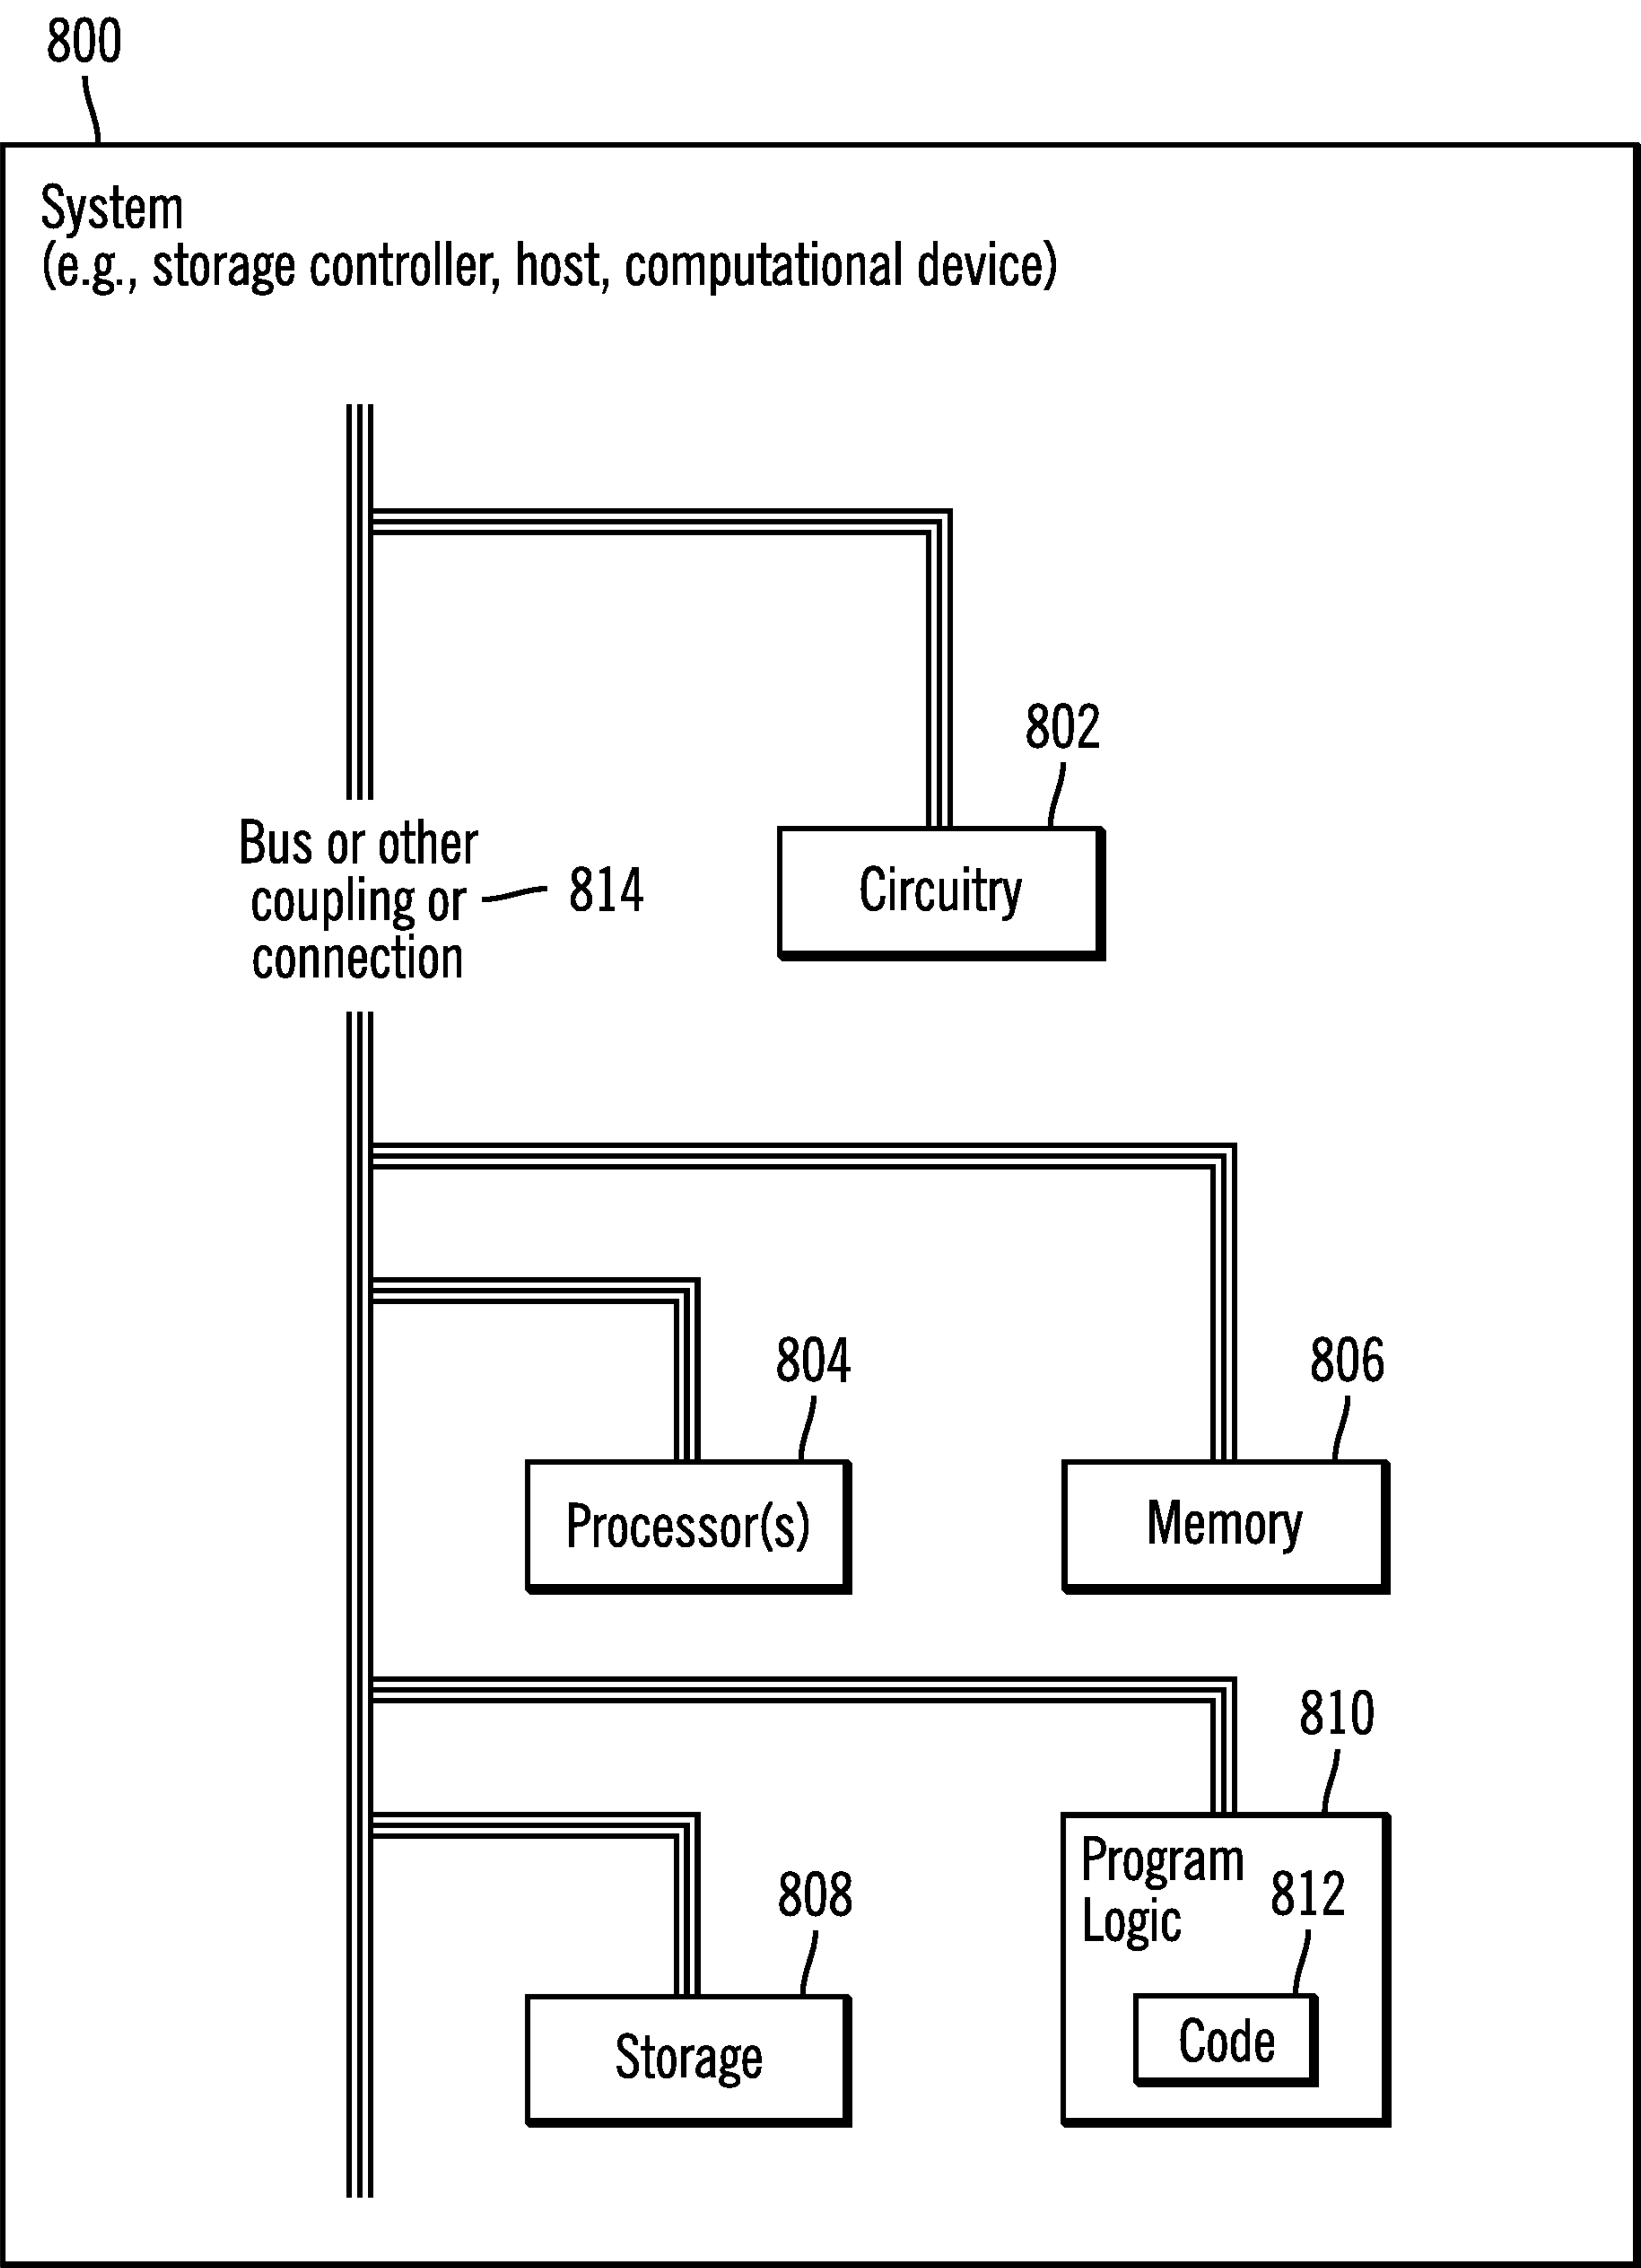 800
System
(e.g., storage controller, host, computational device)
802
Bus or other
coupling or
connection
814
Circuitry
804
806
Processor(s)
Memory
810
Program
Logic
808
812
Storage
Code